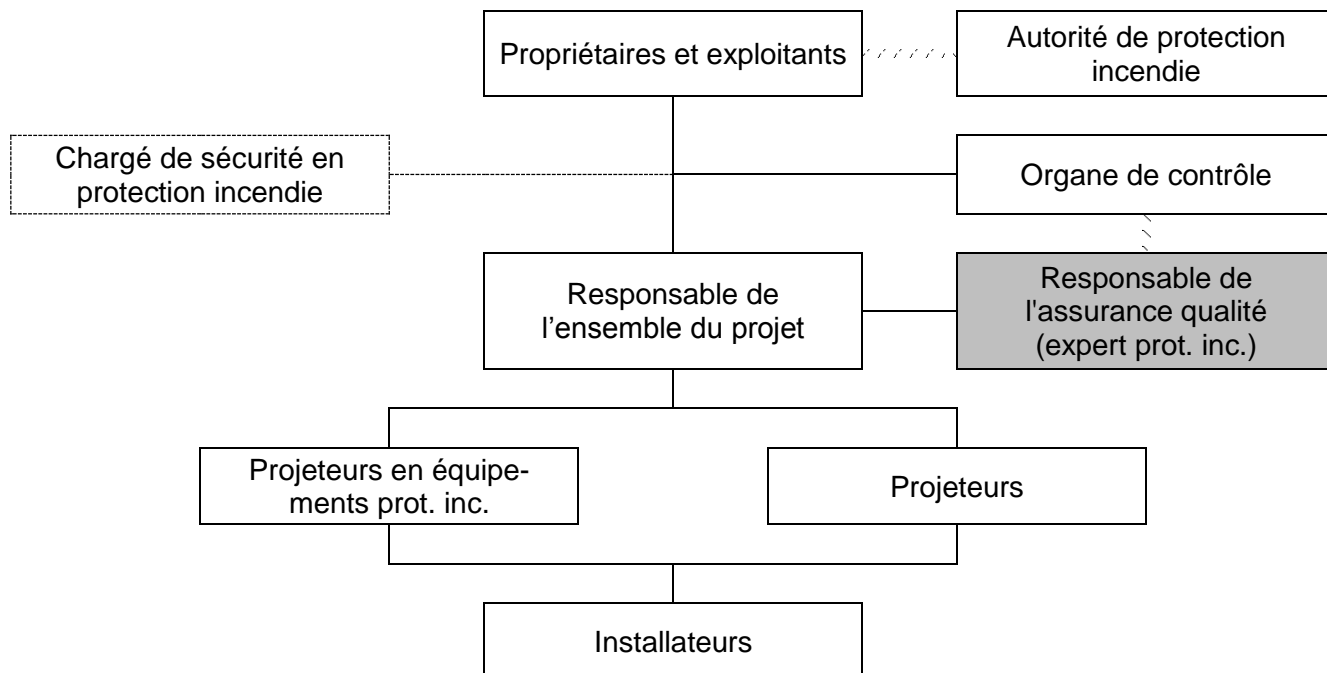 Propriétaires et exploitants
Autorité de protection
incendie
Chargé de sécurité en
protection incendie
Organe de contrôle
Responsable de
l’ensemble du projet
Responsable de
l'assurance qualité
(expert prot. inc.)
Projeteurs en équipe-
ments prot. inc.
Projeteurs
Installateurs